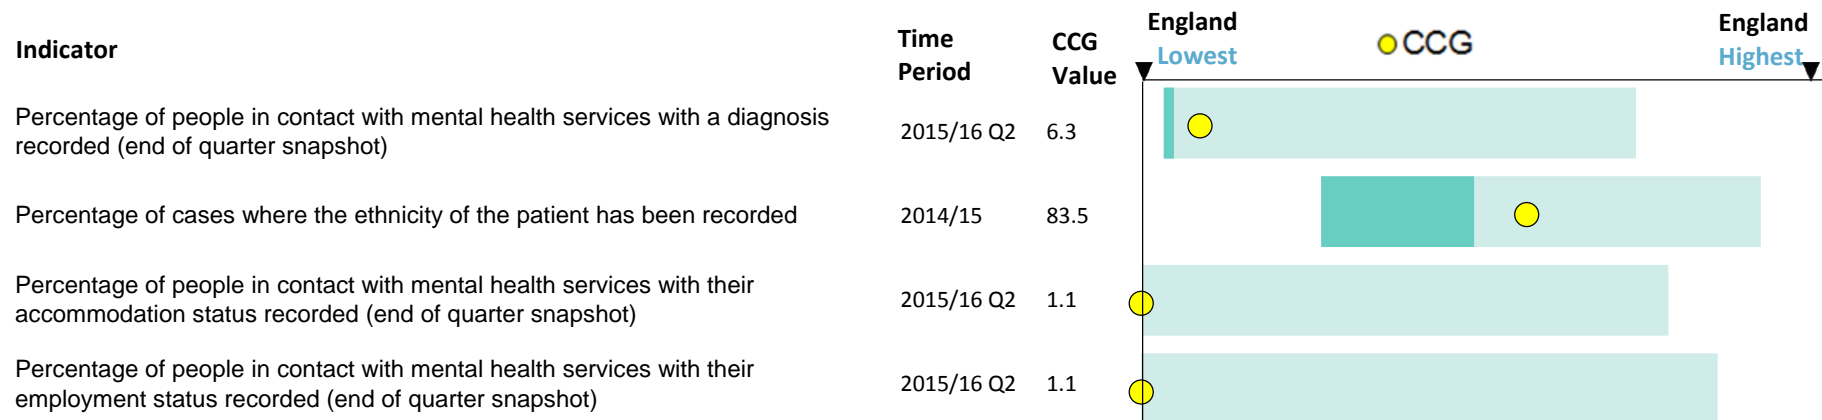 Indicator
Time
Period
CCG
Value
England
Lowest
CCG
England
Highest
Percentage of people in contact with mental health services with a diagnosis
recorded (end of quarter snapshot)
2015/16 Q2
6.3
Percentage of cases where the ethnicity of the patient has been recorded
2014/15
83.5
Percentage of people in contact with mental health services with their
accommodation status recorded (end of quarter snapshot)
2015/16 Q2
1.1
Percentage of people in contact with mental health services with their
employment status recorded (end of quarter snapshot)
2015/16 Q2
1.1